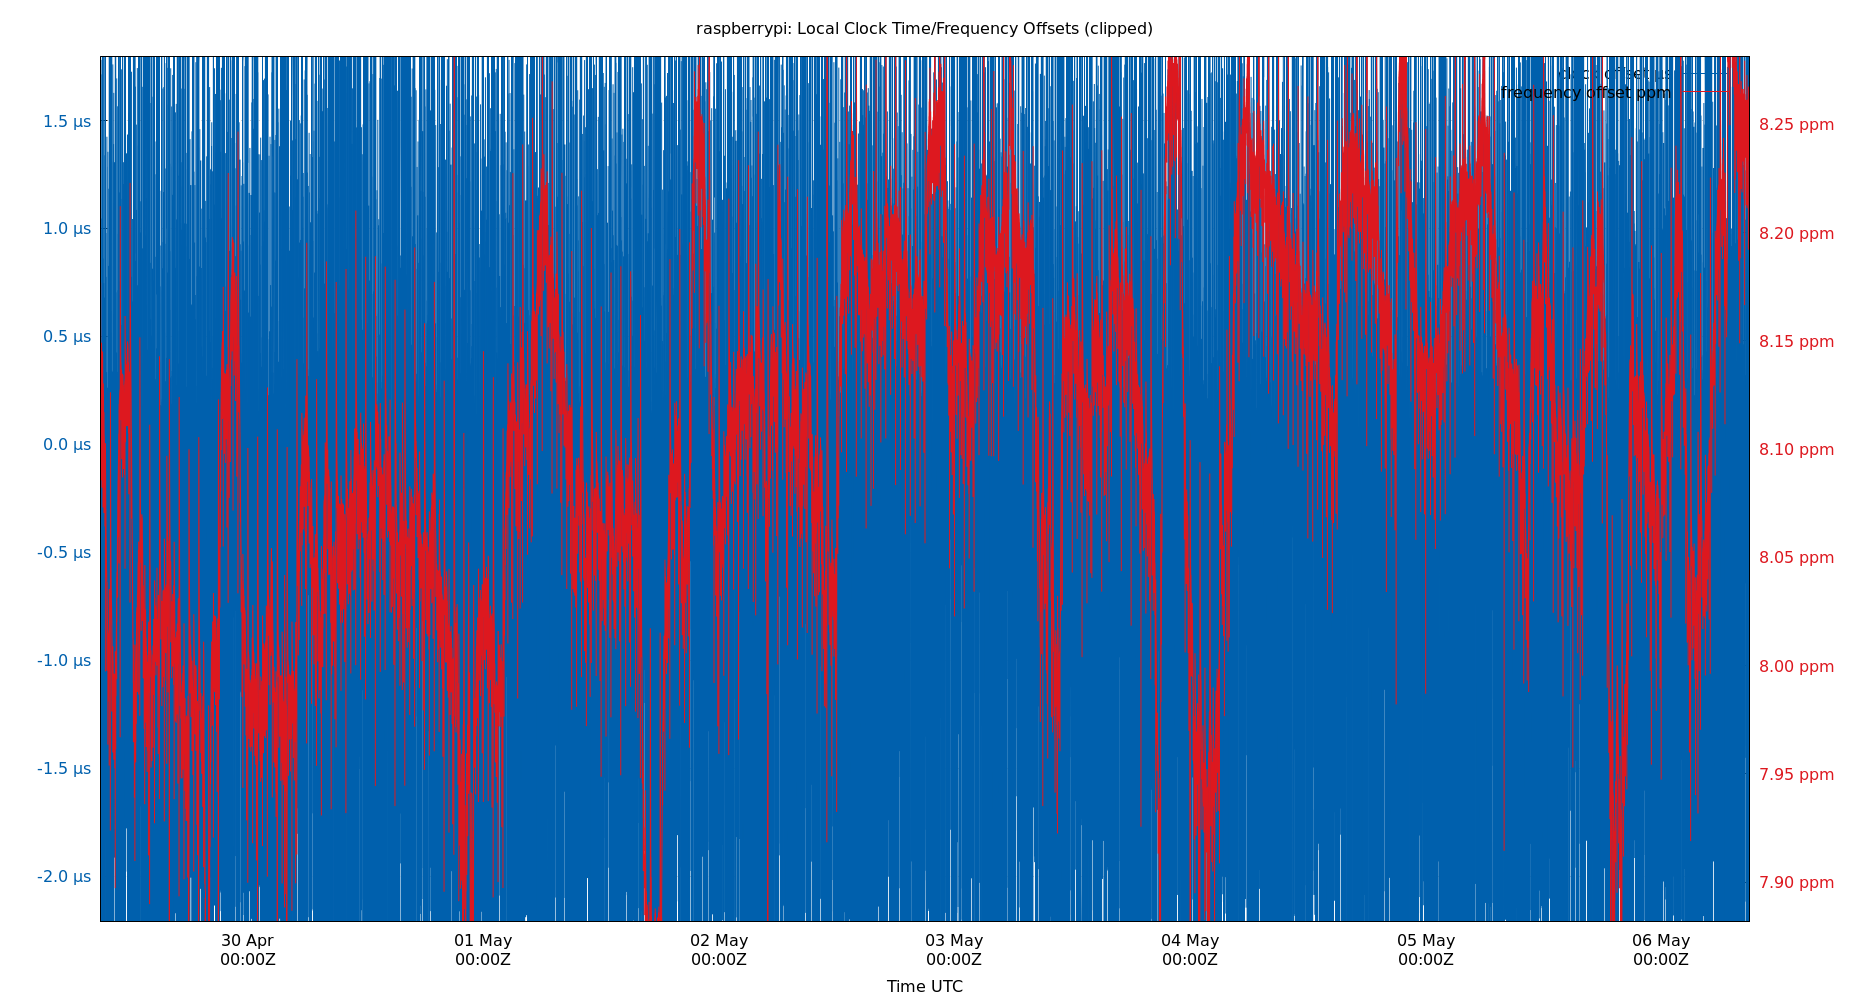 raspberrypi: Local Clock Time/Frequency Offsets (clipped)
clock offset µs
frequency offset ppm
1.5 µs
1.0 µs
0.5 µs
0.0 µs
-0.5 µs
-1.0 µs
-1.5 µs
-2.0 µs
8.25 ppm
8.20 ppm
8.15 ppm
8.10 ppm
8.05 ppm
8.00 ppm
7.95 ppm
7.90 ppm
30 Apr
00:00Z
01 May
00:00Z
02 May
00:00Z
03 May
00:00Z
04 May
00:00Z
05 May
00:00Z
06 May
00:00Z
Time UTC